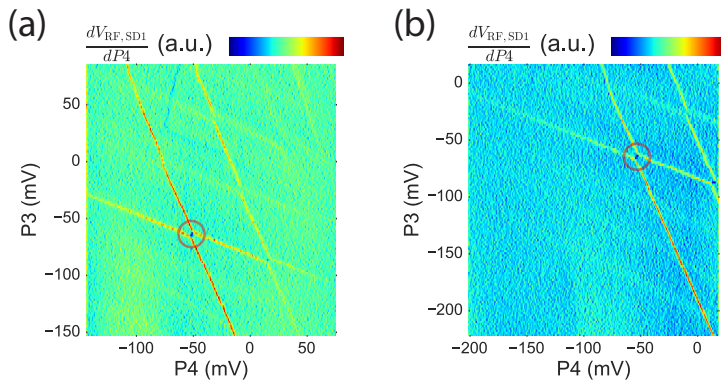 (a)
dV_RF, SD1 / dP4 (a.u.)
P3 (mV)
50
0
−50
−100
−150
−100 −50 0 50
P4 (mV)
(b)
dV_RF, SD1 / dP4 (a.u.)
P3 (mV)
0
−50
−100
−150
−200
−200 −150 −100 −50 0
P4 (mV)